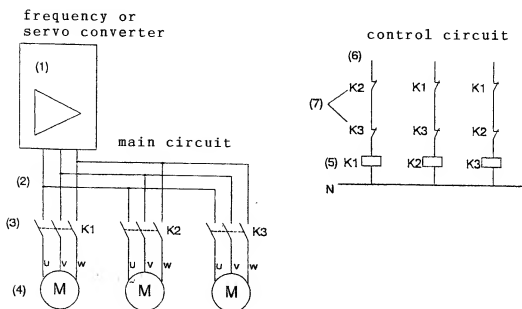 frequency or
servo converter
(1)
main circuit
(2)
(3) K1 K2 K3
u v w u v w u v w
(4) M M M
control circuit
(6)
K2 K1 K1
(7)
K3 K3 K2
(5) K1 K2 K3
N